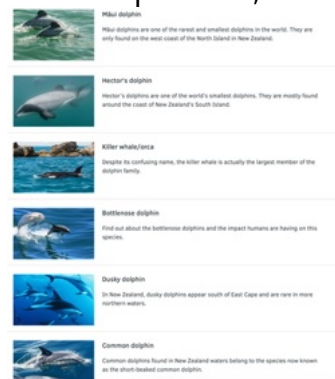 Māui dolphin
Māui dolphins are one of the rarest and smallest dolphins in the world. They are
only found on the west coast of the North Island in New Zealand.
Hector's dolphin
Hector's dolphins are one of the world's smallest dolphins. They are mostly found
around the coast of New Zealand's South Island.
Killer whale/orca
Despite its confusing name, the killer whale is actually the largest member of the
dolphin family.
Bottlenose dolphin
Find out about the bottlenose dolphins and the impact humans are having on this
species.
Dusky dolphin
In New Zealand, dusky dolphins appear south of East Cape and are rare in more
northern waters.
Common dolphin
Common dolphins found in New Zealand waters belong to the species now known
as the short-beaked common dolphin.